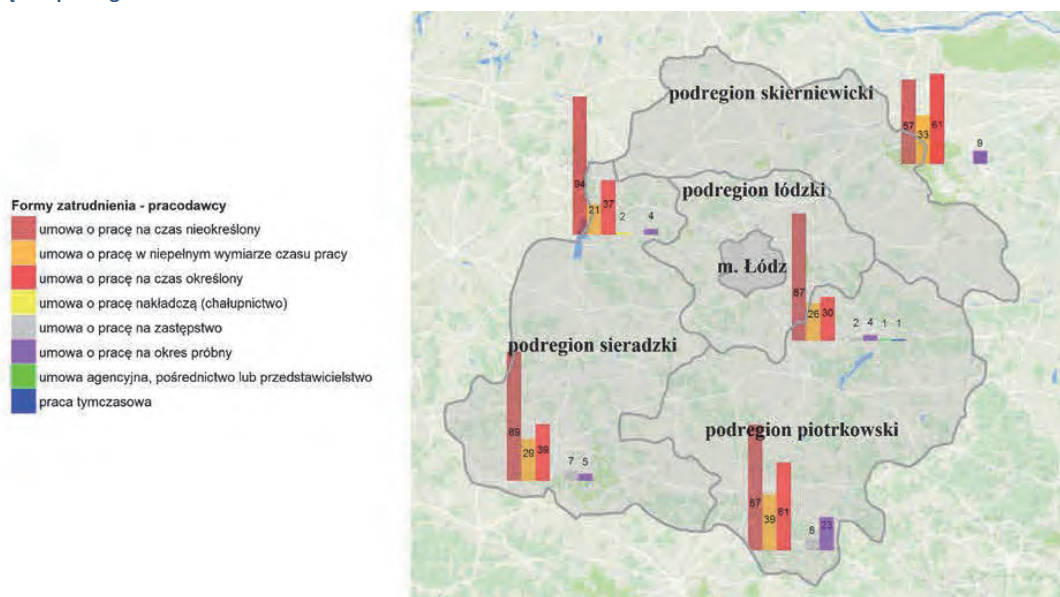 Formy zatrudnienia - pracodawcy
umowa o pracę na czas nieokreślony
umowa o pracę w niepełnym wymiarze czasu pracy
umowa o pracę na czas określony
umowa o pracę nakładczą (chałupnictwo)
umowa o pracę na zastępstwo
umowa o pracę na okres próbny
umowa agencyjna, pośrednictwo lub przedstawicielstwo
praca tymczasowa
podregion skierniewicki
57 33 61 9
podregion łódzki
94 21 37 2 4
m. Łódź
87 26 30 2 4 1 1
podregion sieradzki
89 29 39 7 5
podregion piotrkowski
87 39 61 23